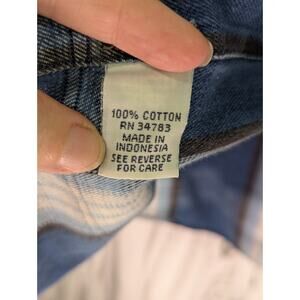 100% COTTON
RN 34783
MADE IN
INDONESIA
SEE REVERSE
FOR CARE